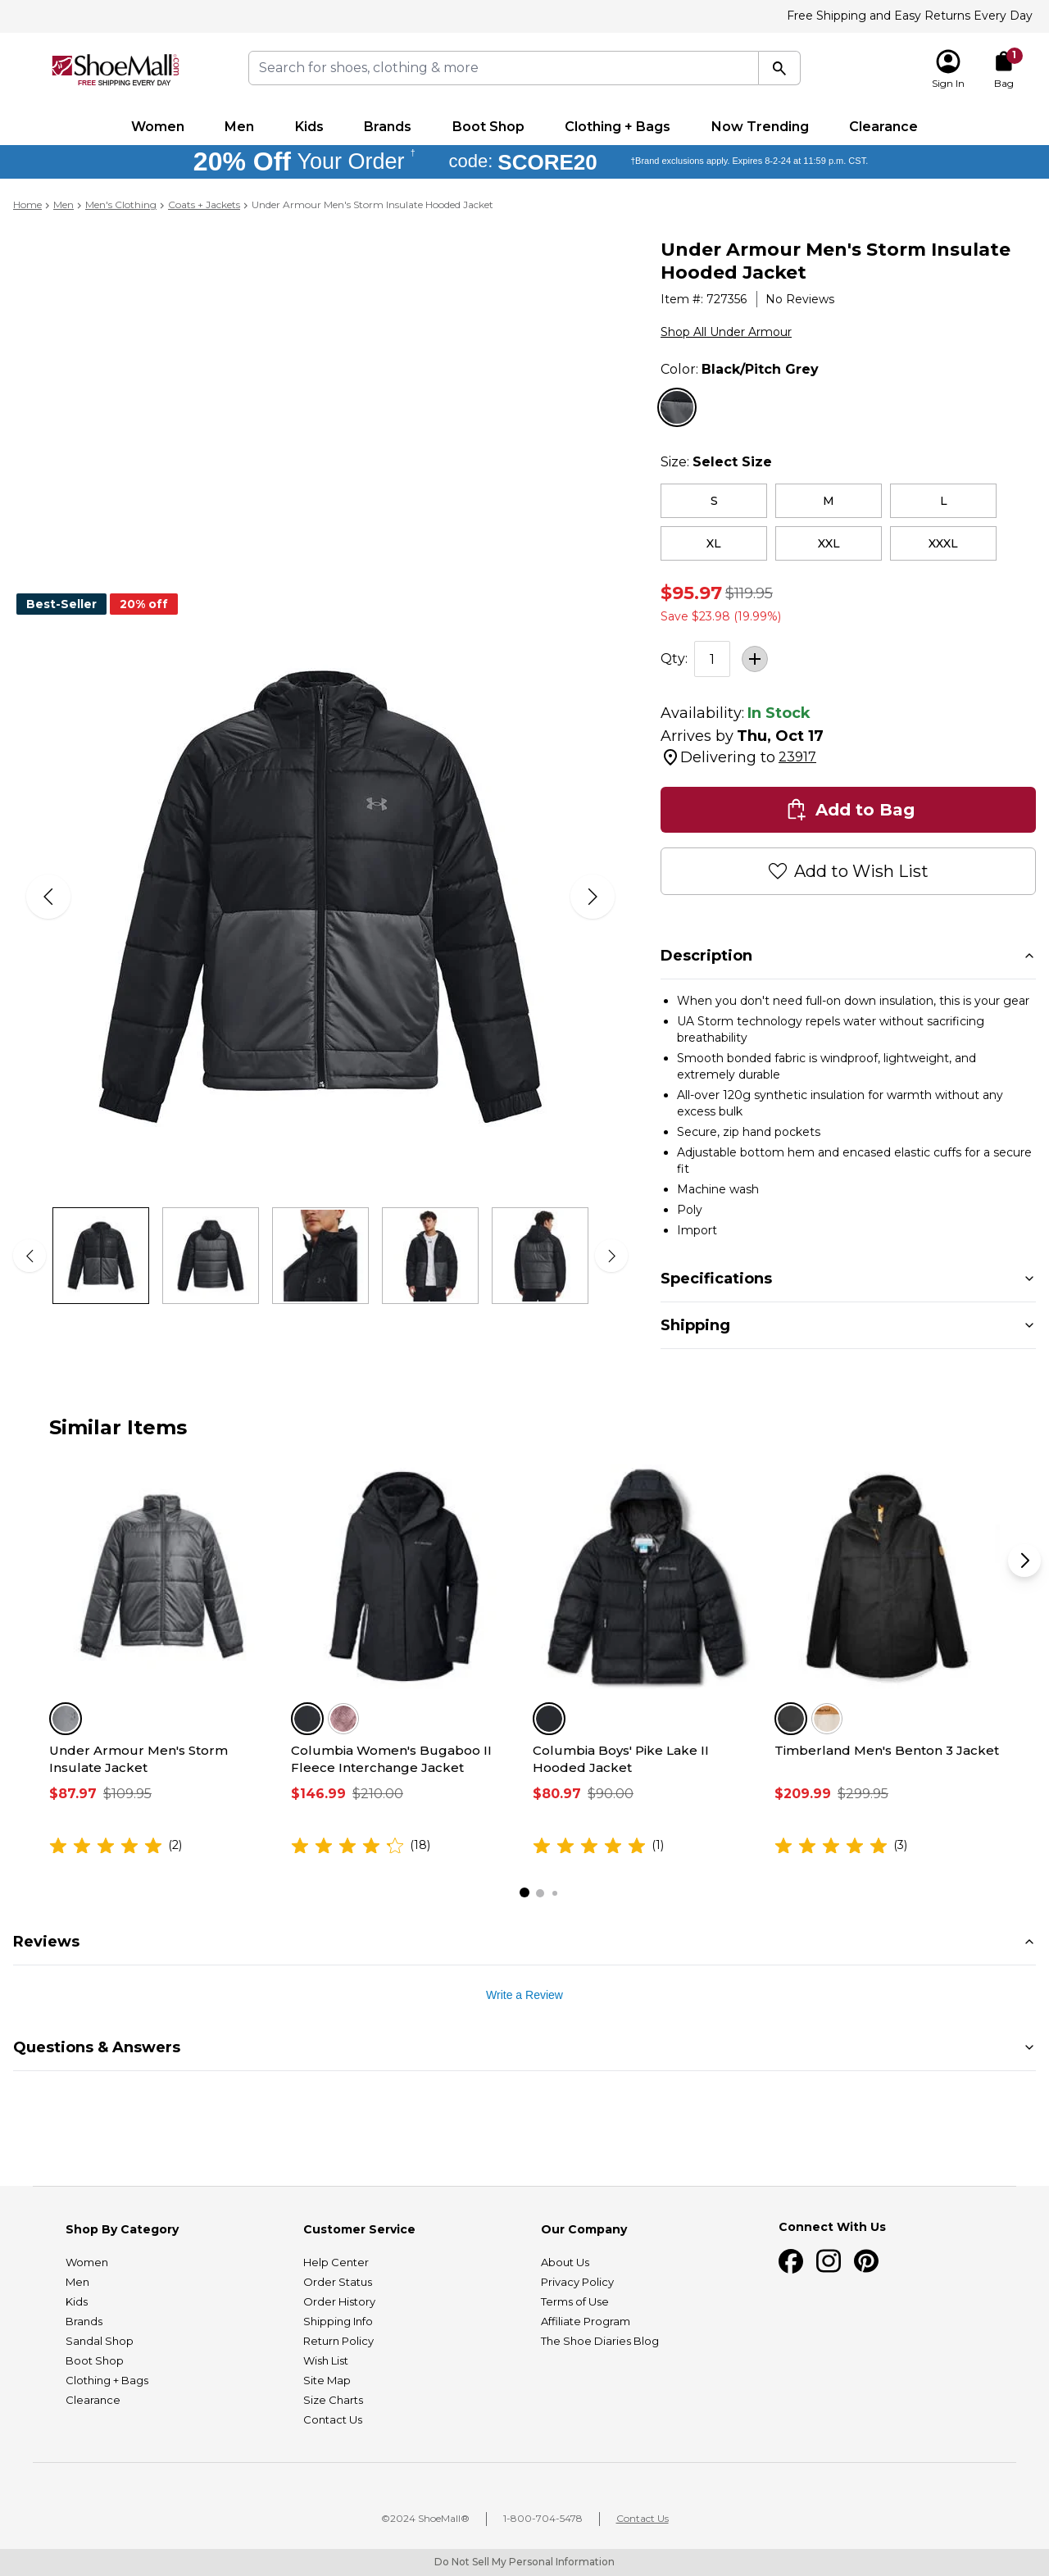 Free Shipping and Easy Returns Every Day
ShoeMall.com
FREE SHIPPING EVERY DAY
Search for shoes, clothing & more
1
Sign In
Bag
Women Men Kids Brands Boot Shop Clothing + Bags Now Trending Clearance
20% Off Your Order † code: SCORE20 †Brand exclusions apply. Expires 8-2-24 at 11:59 p.m. CST.
Home > Men > Men's Clothing > Coats + Jackets > Under Armour Men's Storm Insulate Hooded Jacket
Under Armour Men's Storm Insulate
Hooded Jacket
Item #: 727356 | No Reviews
Shop All Under Armour
Color: Black/Pitch Grey
Size: Select Size
S M L
XL XXL XXXL
Best-Seller 20% off
$95.97 $119.95
Save $23.98 (19.99%)
Qty: 1 +
Availability: In Stock
Arrives by Thu, Oct 17
Delivering to 23917
Add to Bag
Add to Wish List
Description
• When you don't need full-on down insulation, this is your gear
• UA Storm technology repels water without sacrificing
breathability
• Smooth bonded fabric is windproof, lightweight, and
extremely durable
• All-over 120g synthetic insulation for warmth without any
excess bulk
• Secure, zip hand pockets
• Adjustable bottom hem and encased elastic cuffs for a secure
fit
• Machine wash
• Poly
• Import
Specifications
Shipping
Similar Items
Under Armour Men's Storm
Insulate Jacket
$87.97 $109.95
(2)
Columbia Women's Bugaboo II
Fleece Interchange Jacket
$146.99 $210.00
(18)
Columbia Boys' Pike Lake II
Hooded Jacket
$80.97 $90.00
(1)
Timberland Men's Benton 3 Jacket
$209.99 $299.95
(3)
Reviews
Write a Review
Questions & Answers
Shop By Category
Women
Men
Kids
Brands
Sandal Shop
Boot Shop
Clothing + Bags
Clearance
Customer Service
Help Center
Order Status
Order History
Shipping Info
Return Policy
Wish List
Site Map
Size Charts
Contact Us
Our Company
About Us
Privacy Policy
Terms of Use
Affiliate Program
The Shoe Diaries Blog
Connect With Us
©2024 ShoeMall® | 1-800-704-5478 | Contact Us
Do Not Sell My Personal Information